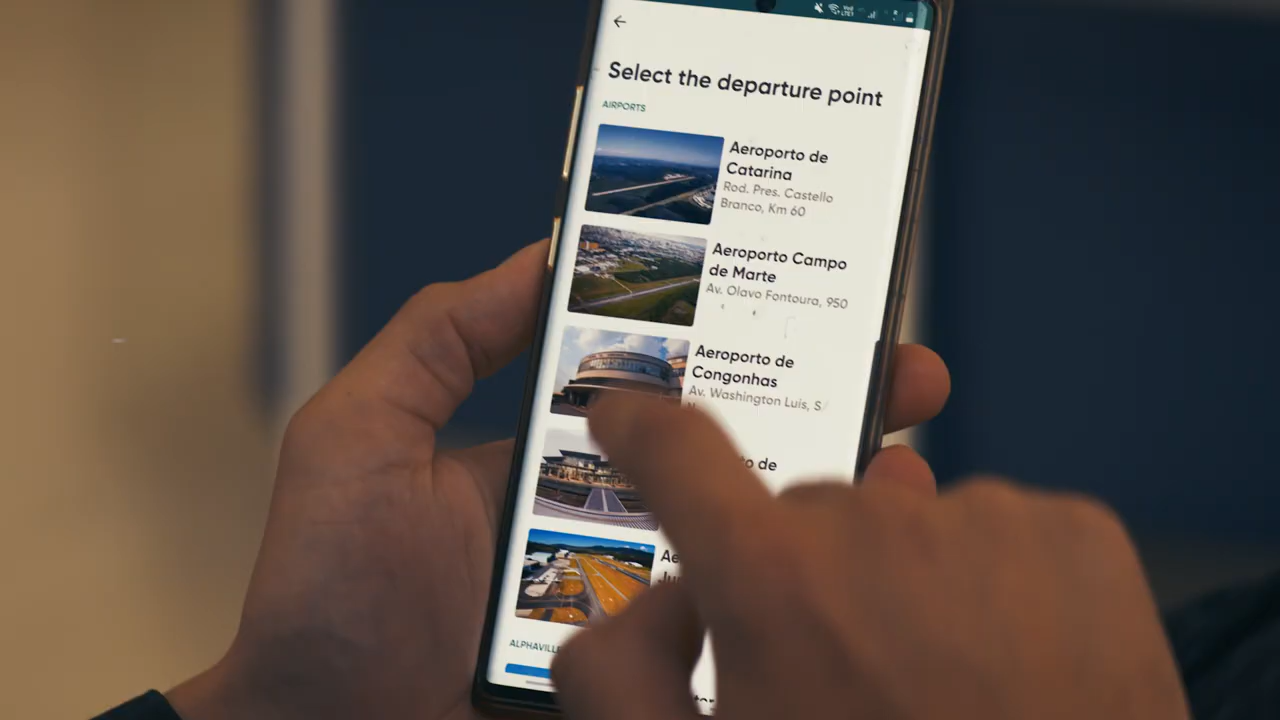 Select the departure point
AIRPORTS
Aeroporto de
Catarina
Rod. Pres. Castello
Branco, Km 60
Aeroporto Campo
de Marte
Av. Olavo Fontoura, 950
Aeroporto de
Congonhas
Av. Washington Luis, S/
de